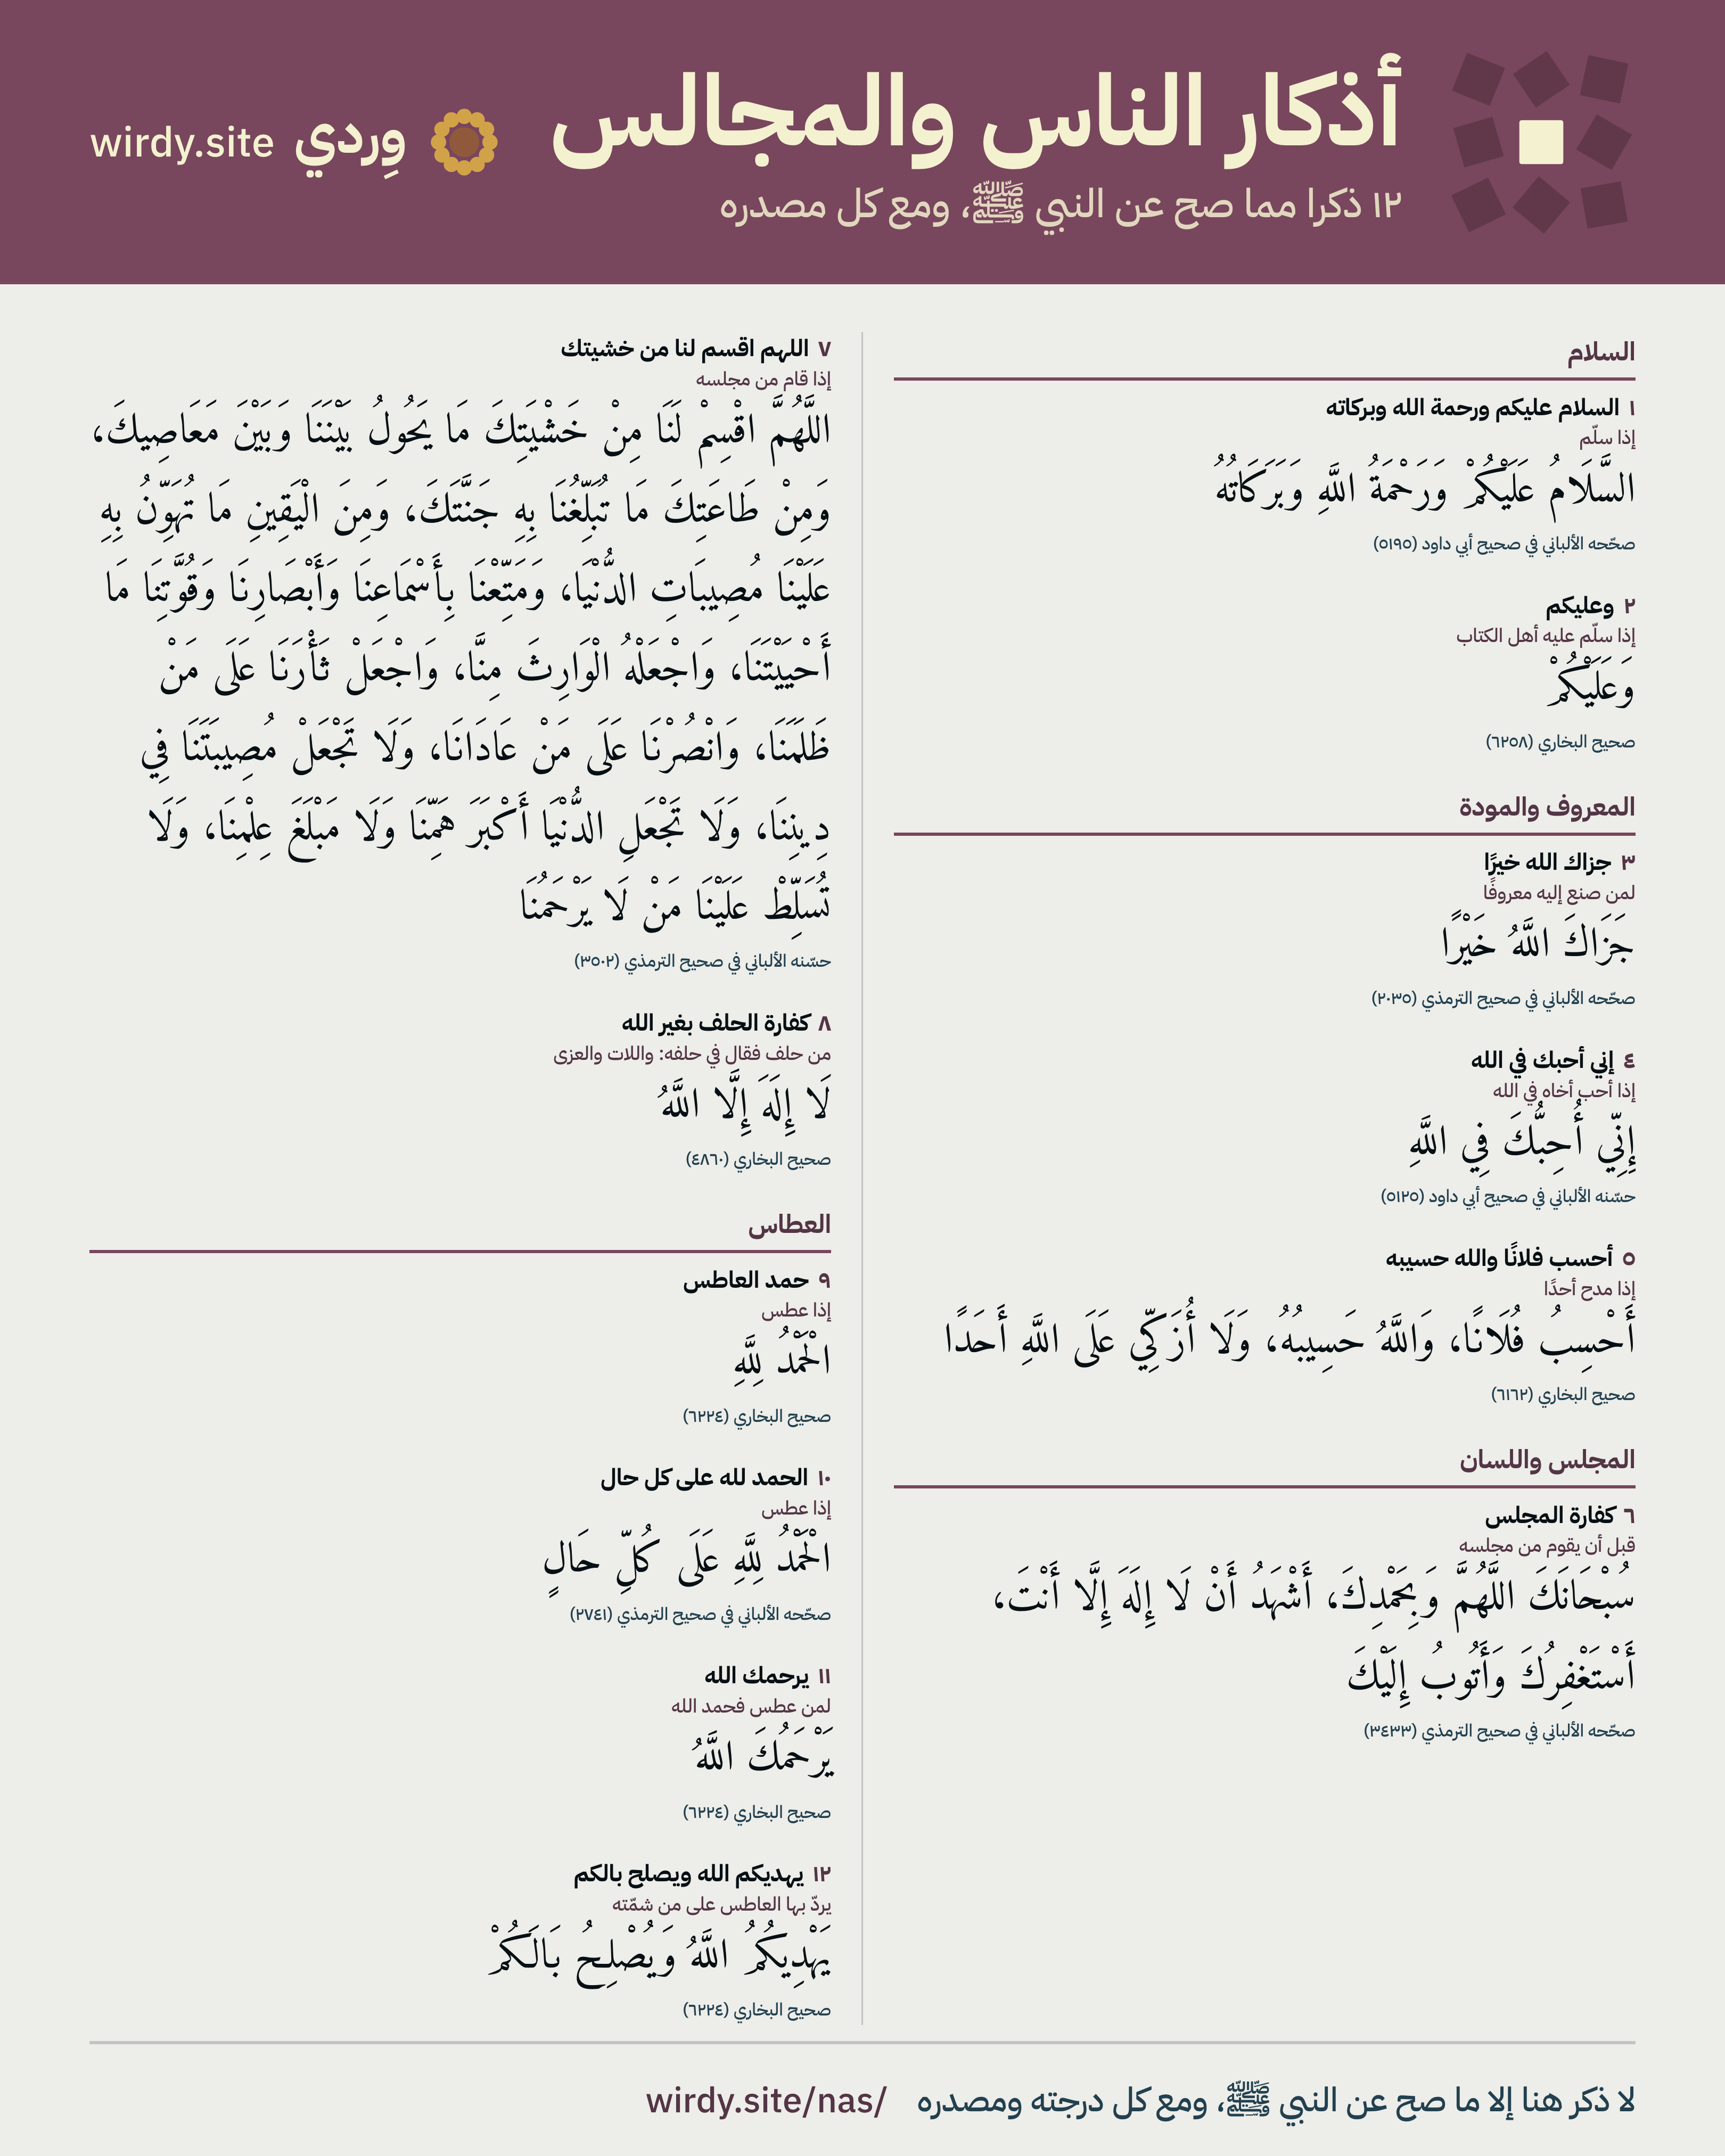 أذكار الناس والمجالس
١٢ ذكرا مما صح عن النبي ﷺ، ومع كل مصدره
وِردي wirdy.site
السلام
١ السلام عليكم ورحمة الله وبركاته
إذا سلّم
السَّلَامُ عَلَيْكُمْ وَرَحْمَةُ اللَّهِ وَبَرَكَاتُهُ
صحّحه الألباني في صحيح أبي داود (٥١٩٥)
٢ وعليكم
إذا سلّم عليه أهل الكتاب
وَعَلَيْكُمْ
صحيح البخاري (٦٢٥٨)
المعروف والمودة
٣ جزاك الله خيرًا
لمن صنع إليه معروفًا
جَزَاكَ اللَّهُ خَيْرًا
صحّحه الألباني في صحيح الترمذي (٢٠٣٥)
٤ إني أحبك في الله
إذا أحب أخاه في الله
إِنِّي أُحِبُّكَ فِي اللَّهِ
حسّنه الألباني في صحيح أبي داود (٥١٢٥)
٥ أحسب فلانًا والله حسيبه
إذا مدح أحدًا
أَحْسِبُ فُلَانًا، وَاللَّهُ حَسِيبُهُ، وَلَا أُزَكِّي عَلَى اللَّهِ أَحَدًا
صحيح البخاري (٦١٦٢)
المجلس واللسان
٦ كفارة المجلس
قبل أن يقوم من مجلسه
سُبْحَانَكَ اللَّهُمَّ وَبِحَمْدِكَ، أَشْهَدُ أَنْ لَا إِلَهَ إِلَّا أَنْتَ،
أَسْتَغْفِرُكَ وَأَتُوبُ إِلَيْكَ
صحّحه الألباني في صحيح الترمذي (٣٤٣٣)
٧ اللهم اقسم لنا من خشيتك
إذا قام من مجلسه
اللَّهُمَّ اقْسِمْ لَنَا مِنْ خَشْيَتِكَ مَا يَحُولُ بَيْنَنَا وَبَيْنَ مَعَاصِيكَ،
وَمِنْ طَاعَتِكَ مَا تُبَلِّغُنَا بِهِ جَنَّتَكَ، وَمِنَ الْيَقِينِ مَا تُهَوِّنُ بِهِ
عَلَيْنَا مُصِيبَاتِ الدُّنْيَا، وَمَتِّعْنَا بِأَسْمَاعِنَا وَأَبْصَارِنَا وَقُوَّتِنَا مَا
أَحْيَيْتَنَا، وَاجْعَلْهُ الْوَارِثَ مِنَّا، وَاجْعَلْ ثَأْرَنَا عَلَى مَنْ
ظَلَمَنَا، وَانْصُرْنَا عَلَى مَنْ عَادَانَا، وَلَا تَجْعَلْ مُصِيبَتَنَا فِي
دِينِنَا، وَلَا تَجْعَلِ الدُّنْيَا أَكْبَرَ هَمِّنَا وَلَا مَبْلَغَ عِلْمِنَا، وَلَا
تُسَلِّطْ عَلَيْنَا مَنْ لَا يَرْحَمُنَا
حسّنه الألباني في صحيح الترمذي (٣٥٠٢)
٨ كفارة الحلف بغير الله
من حلف فقال في حلفه: واللات والعزى
لَا إِلَهَ إِلَّا اللَّهُ
صحيح البخاري (٤٨٦٠)
العطاس
٩ حمد العاطس
إذا عطس
الْحَمْدُ لِلَّهِ
صحيح البخاري (٦٢٢٤)
١٠ الحمد لله على كل حال
إذا عطس
الْحَمْدُ لِلَّهِ عَلَى كُلِّ حَالٍ
صحّحه الألباني في صحيح الترمذي (٢٧٤١)
١١ يرحمك الله
لمن عطس فحمد الله
يَرْحَمُكَ اللَّهُ
صحيح البخاري (٦٢٢٤)
١٢ يهديكم الله ويصلح بالكم
يردّ بها العاطس على من شمّته
يَهْدِيكُمُ اللَّهُ وَيُصْلِحُ بَالَكُمْ
صحيح البخاري (٦٢٢٤)
لا ذكر هنا إلا ما صح عن النبي ﷺ، ومع كل درجته ومصدره wirdy.site/nas/